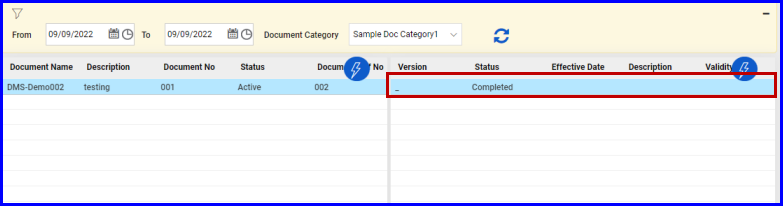 From 09/09/2022 To 09/09/2022 Document Category Sample Doc Category1
Document Name Description Document No Status Docum No Version Status Effective Date Description Validity
DMS-Demo002 testing 001 Active 002 _ Completed